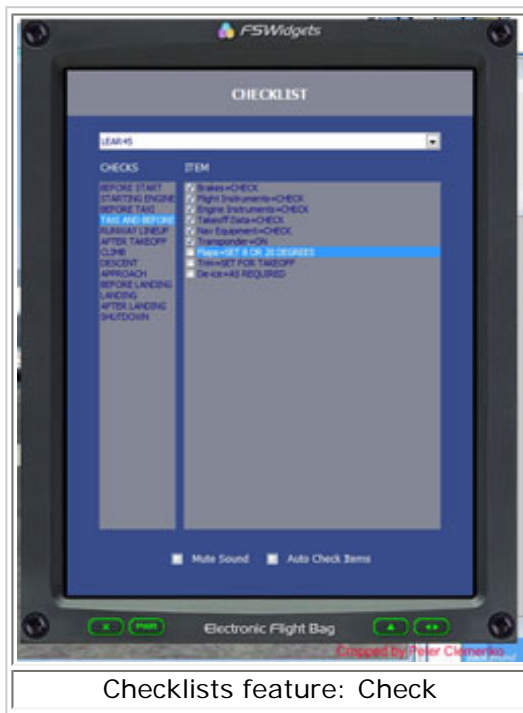 FSWidgets
CHECKLIST
LEAR45
CHECKS
ITEM
BEFORE START
STARTING ENGINE
BEFORE TAXI
TAXI AND BEFORE
RUNWAY LINEUP
AFTER TAKEOFF
CLIMB
DESCENT
APPROACH
BEFORE LANDING
LANDING
AFTER LANDING
SHUTDOWN
Brakes=CHECK
Flight Instruments=CHECK
Engine Instruments=CHECK
Takeoff Data=CHECK
Nav Equipment=CHECK
Transponder=ON
Flaps=SET 8 OR 20 DEGREES
Trim=SET FOR TAKEOFF
De-ice=AS REQUIRED
Mute Sound
Auto Check Items
X
PWR
Electronic Flight Bag
Cropped by Peter Clemenko
Checklists feature: Check